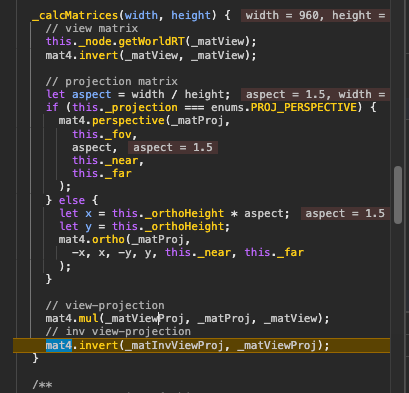 _calcMatrices(width, height) { width = 960, height =
// view matrix
this._node.getWorldRT(_matView);
mat4.invert(_matView, _matView);
// projection matrix
let aspect = width / height; aspect = 1.5, width =
if (this._projection === enums.PROJ_PERSPECTIVE) {
mat4.perspective(_matProj,
this._fov,
aspect, aspect = 1.5
this._near,
this._far
);
} else {
let x = this._orthoHeight * aspect; aspect = 1.5
let y = this._orthoHeight;
mat4.ortho(_matProj,
-x, x, -y, y, this._near, this._far
);
}
// view-projection
mat4.mul(_matViewProj, _matProj, _matView);
// inv view-projection
mat4.invert(_matInvViewProj, _matViewProj);
}
/**